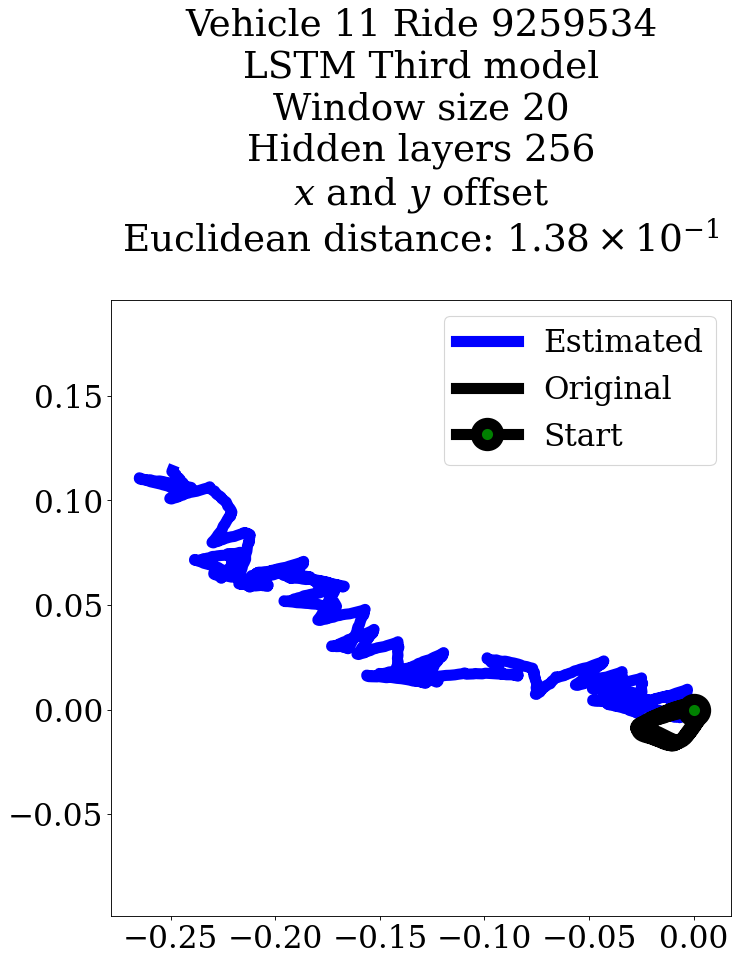 Vehicle 11 Ride 9259534
LSTM Third model
Window size 20
Hidden layers 256
x and y offset
Euclidean distance: 1.38 × 10⁻¹
Estimated
Original
Start
0.15
0.10
0.05
0.00
−0.05
−0.25 −0.20 −0.15 −0.10 −0.05 0.00